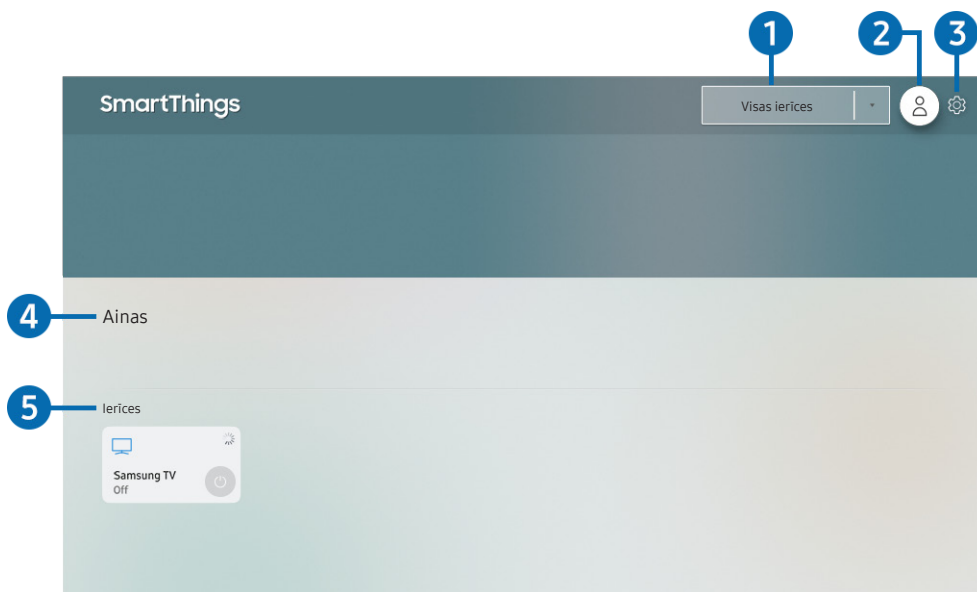 1
2
3
SmartThings
Visas ierīces
4
Ainas
5
Ierīces
Samsung TV
Off